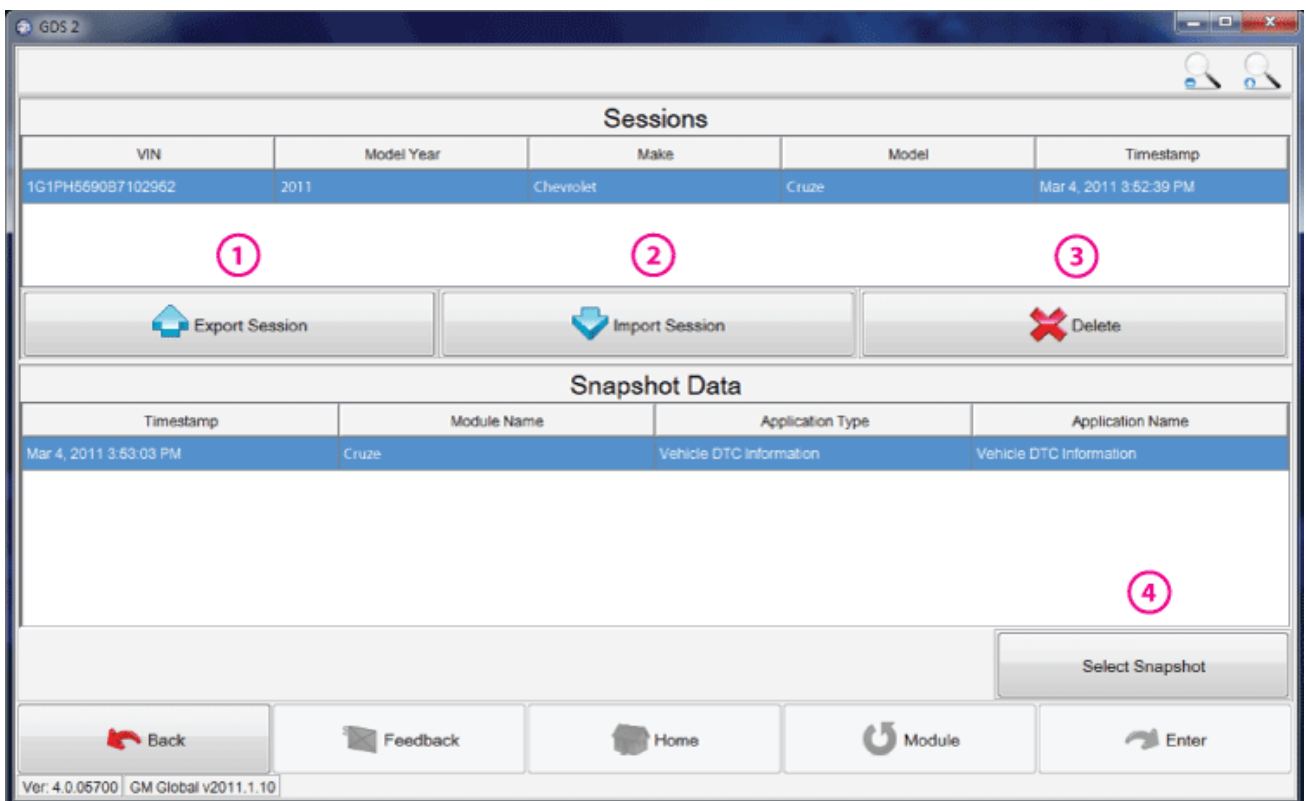 GDS 2
Sessions
VIN Model Year Make Model Timestamp
1G1PH5690B7102962 2011 Chevrolet Cruze Mar 4, 2011 3:52:39 PM
1 2 3
Export Session Import Session Delete
Snapshot Data
Timestamp Module Name Application Type Application Name
Mar 4, 2011 3:53:03 PM Cruze Vehicle DTC Information Vehicle DTC Information
4
Select Snapshot
Back Feedback Home Module Enter
Ver: 4.0.05700 GM Global v2011.1.10